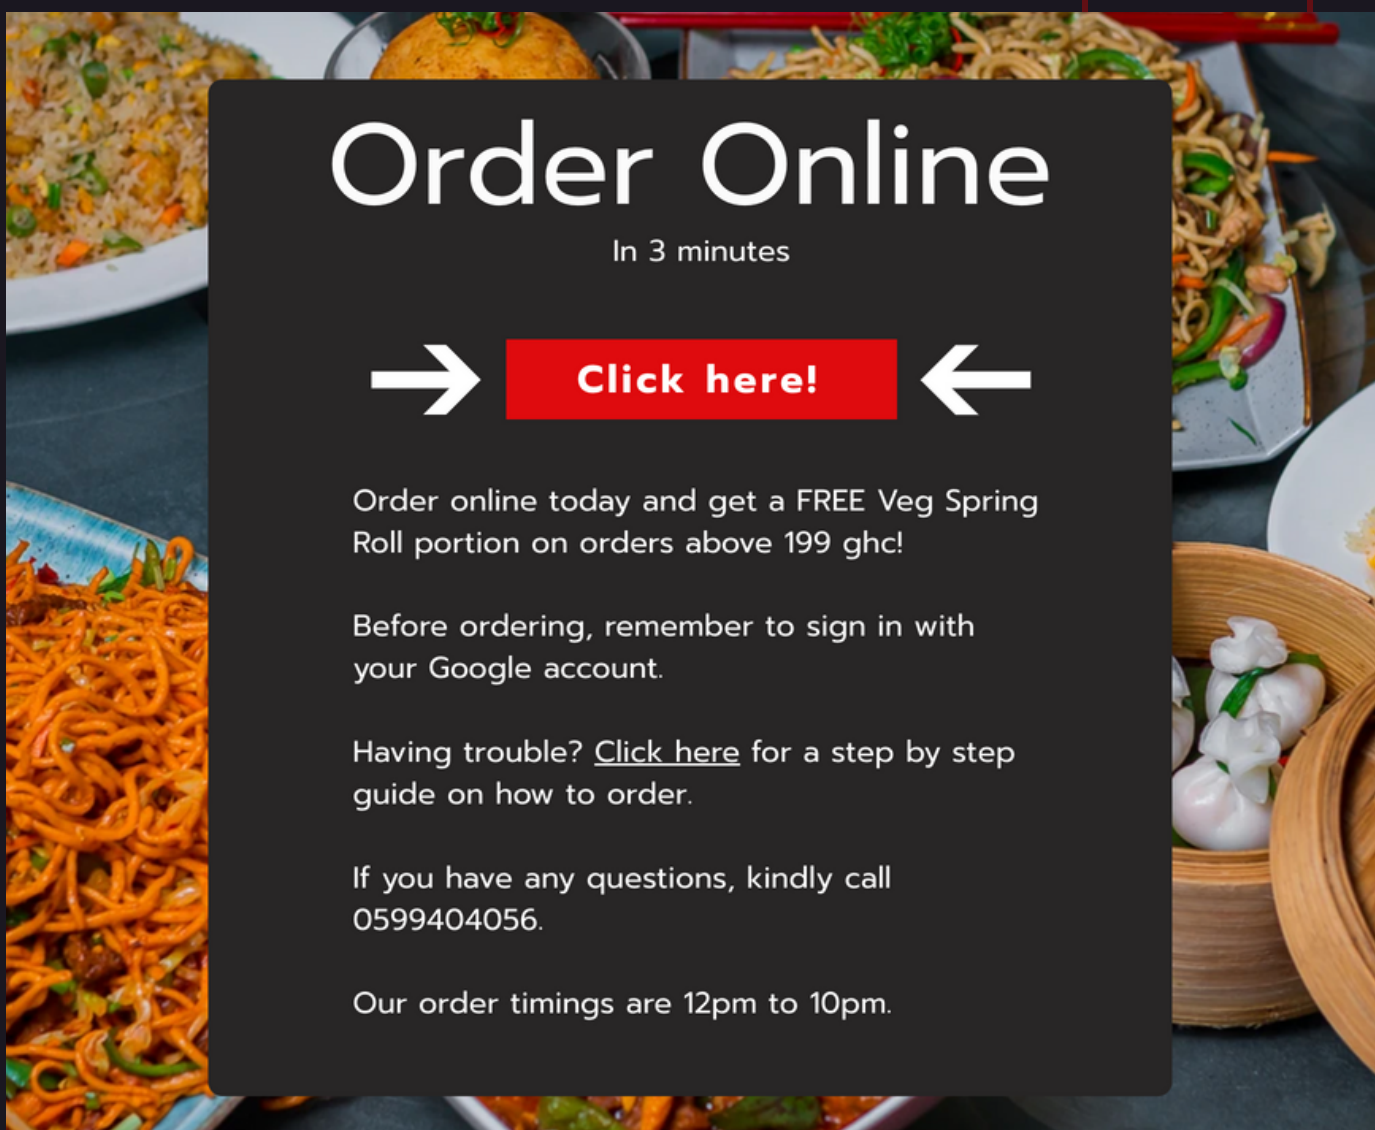 Order Online
In 3 minutes
Click here!
Order online today and get a FREE Veg Spring
Roll portion on orders above 199 ghc!
Before ordering, remember to sign in with
your Google account.
Having trouble? Click here for a step by step
guide on how to order.
If you have any questions, kindly call
0599404056.
Our order timings are 12pm to 10pm.